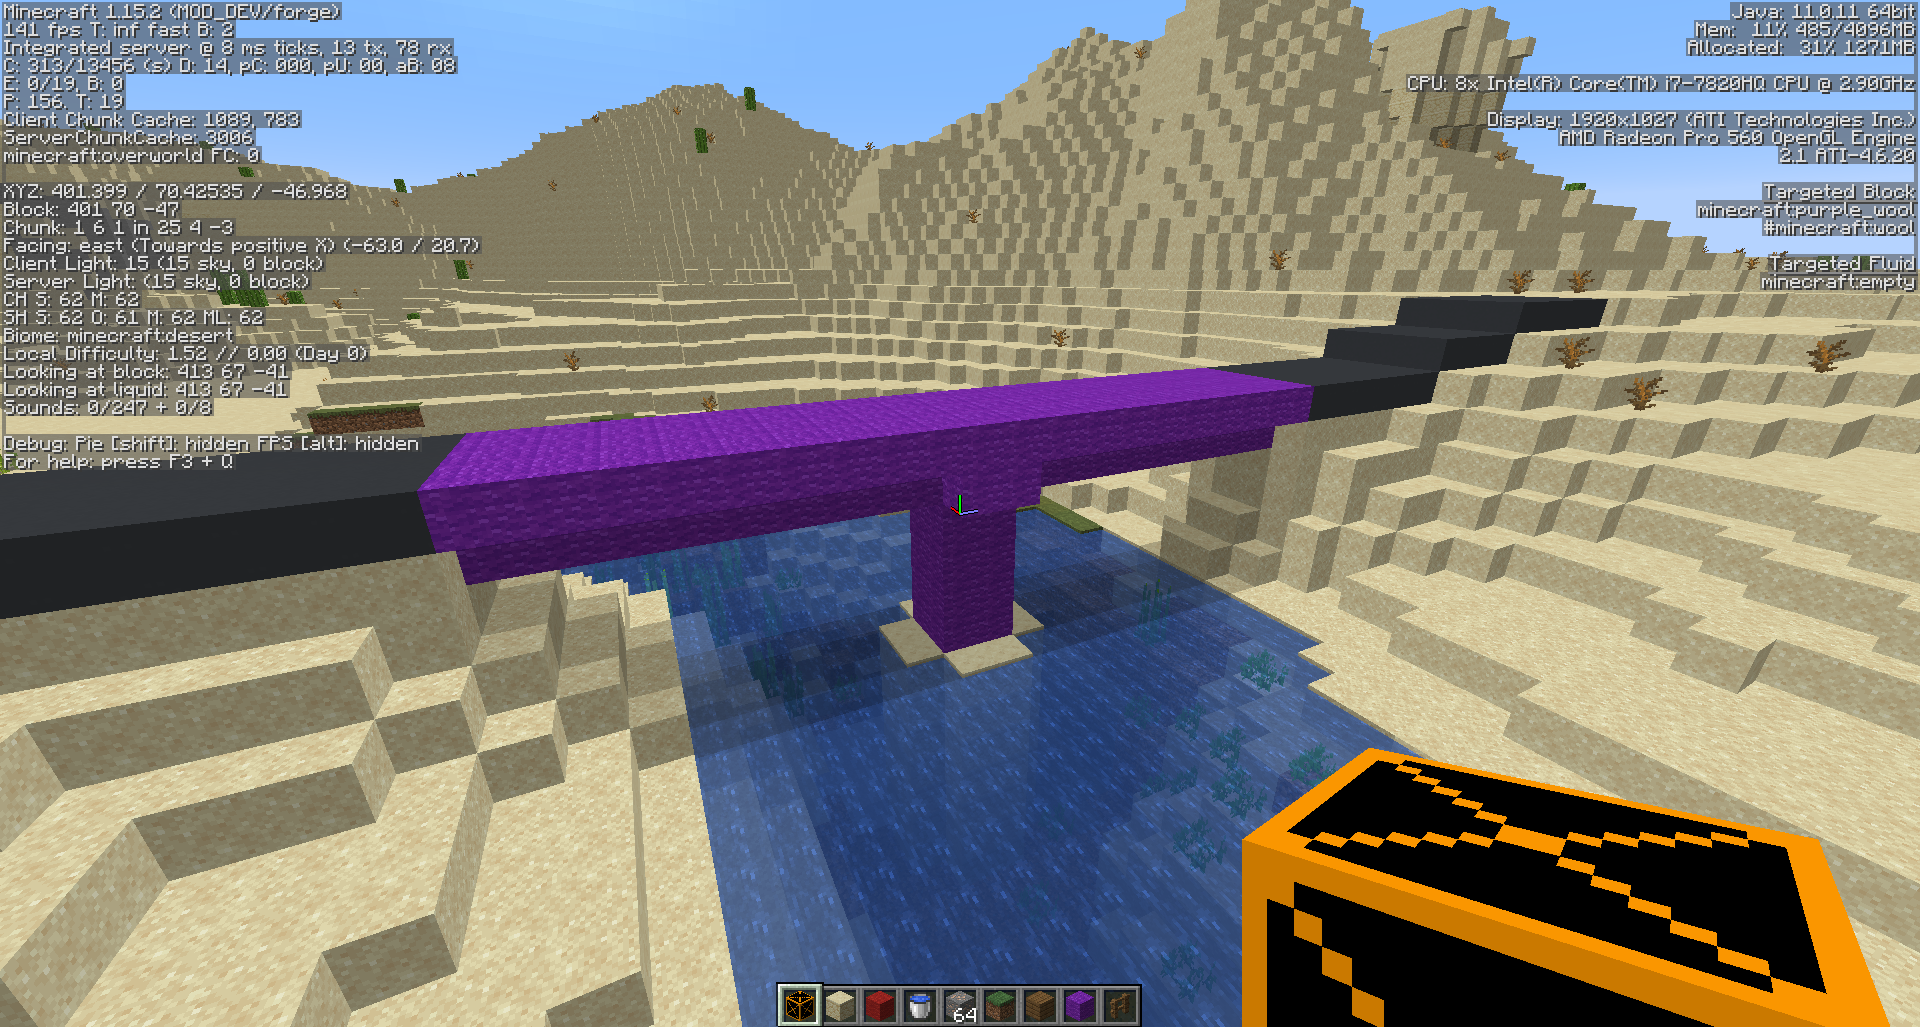 Minecraft 1.15.2 (MOD_DEV/forge)
141 fps T: inf fast B: 2
Integrated server @ 8 ms ticks, 13 tx, 78 rx
C: 313/13456 (s) D: 14, pC: 000, pU: 00, aB: 08
E: 0/19, B: 0
P: 156. T: 19
Client Chunk Cache: 1089, 783
ServerChunkCache: 3006
minecraft:overworld FC: 0
XYZ: 401.399 / 70.42535 / -46.968
Block: 401 70 -47
Chunk: 1 6 1 in 25 4 -3
Facing: east (Towards positive X) (-63.0 / 20.7)
Client Light: 15 (15 sky, 0 block)
Server Light: (15 sky, 0 block)
CH S: 62 M: 62
SH S: 62 O: 61 M: 62 ML: 62
Biome: minecraft:desert
Local Difficulty: 1.52 // 0.00 (Day 0)
Looking at block: 413 67 -41
Looking at liquid: 413 67 -41
Sounds: 0/247 + 0/8
Debug: Pie [shift]: hidden FPS [alt]: hidden
For help: press F3 + Q
Java: 11.0.11 64bit
Mem: 11% 485/4096MB
Allocated: 31% 1271MB
CPU: 8x Intel(R) Core(TM) i7-7820HQ CPU @ 2.90GHz
Display: 1920x1027 (ATI Technologies Inc.)
AMD Radeon Pro 560 OpenGL Engine
2.1 ATI-4.6.20
Targeted Block
minecraft:purple_wool
#minecraft:wool
Targeted Fluid
minecraft:empty
64